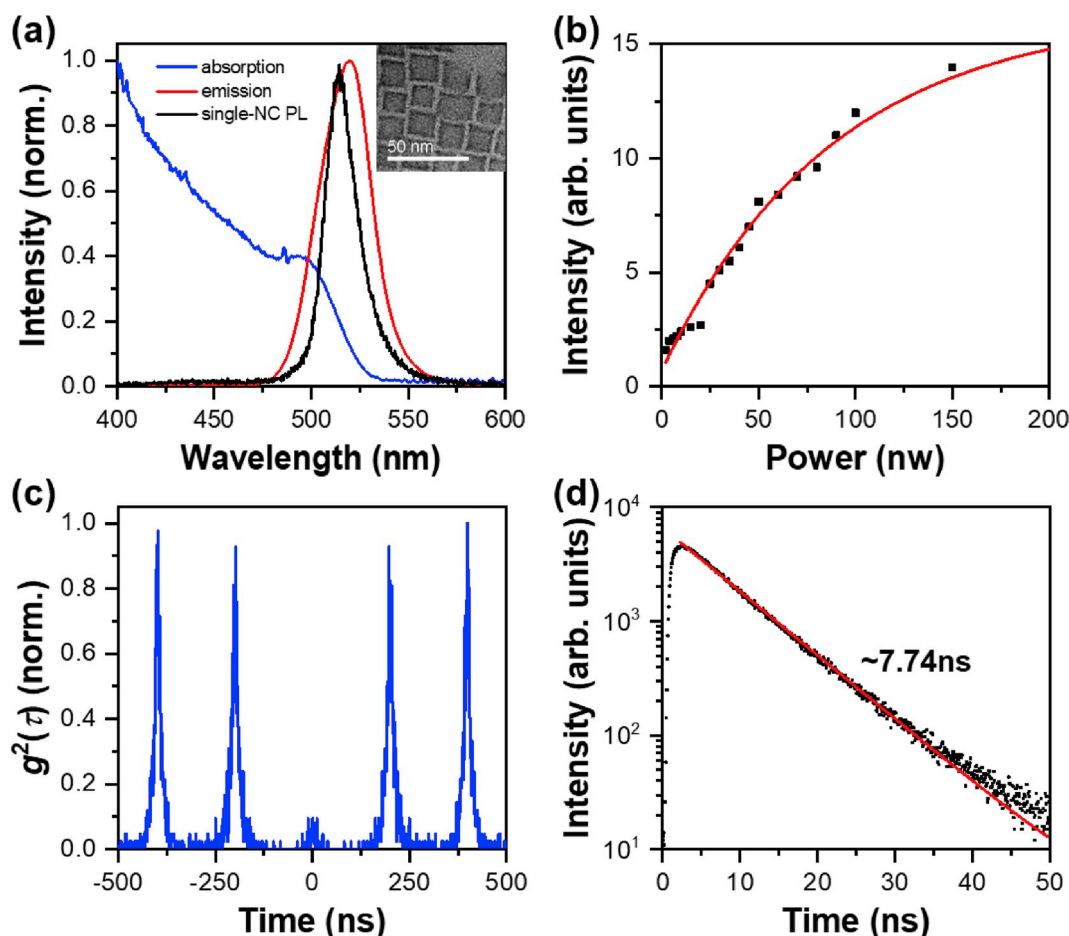 (a)
Intensity (norm.)
1.0
0.8
0.6
0.4
0.2
0.0
absorption
emission
single-NC PL
50 nm
400 450 500 550 600
Wavelength (nm)
(b)
Intensity (arb. units)
15
10
5
0
0 50 100 150 200
Power (nw)
(c)
g²(τ) (norm.)
1.0
0.8
0.6
0.4
0.2
0.0
-500 -250 0 250 500
Time (ns)
(d)
Intensity (arb. units)
10⁴
10³
10²
10¹
~7.74ns
0 10 20 30 40 50
Time (ns)